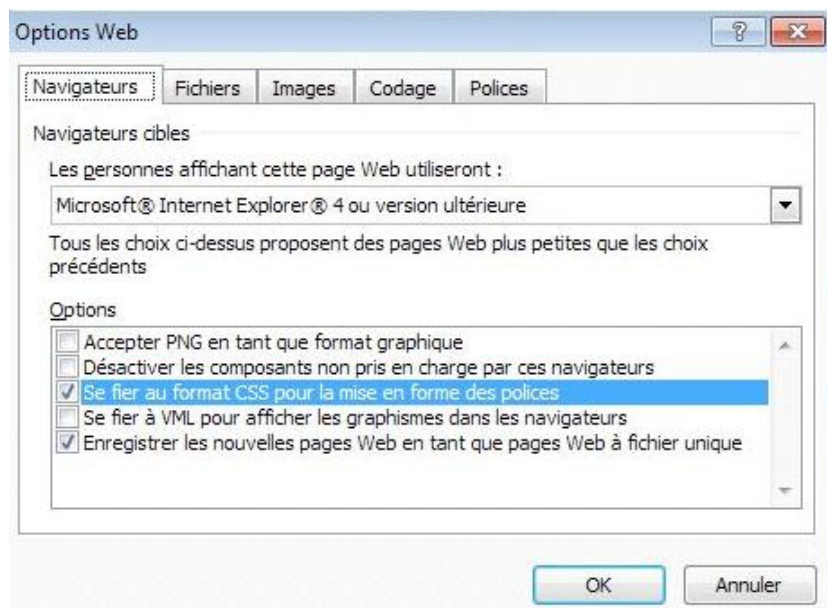 Options Web
Navigateurs
Fichiers
Images
Codage
Polices
Navigateurs cibles
Les personnes affichant cette page Web utiliseront :
Microsoft® Internet Explorer® 4 ou version ultérieure
Tous les choix ci-dessus proposent des pages Web plus petites que les choix
précédents
Options
Accepter PNG en tant que format graphique
Désactiver les composants non pris en charge par ces navigateurs
Se fier au format CSS pour la mise en forme des polices
Se fier à VML pour afficher les graphismes dans les navigateurs
Enregistrer les nouvelles pages Web en tant que pages Web à fichier unique
OK
Annuler